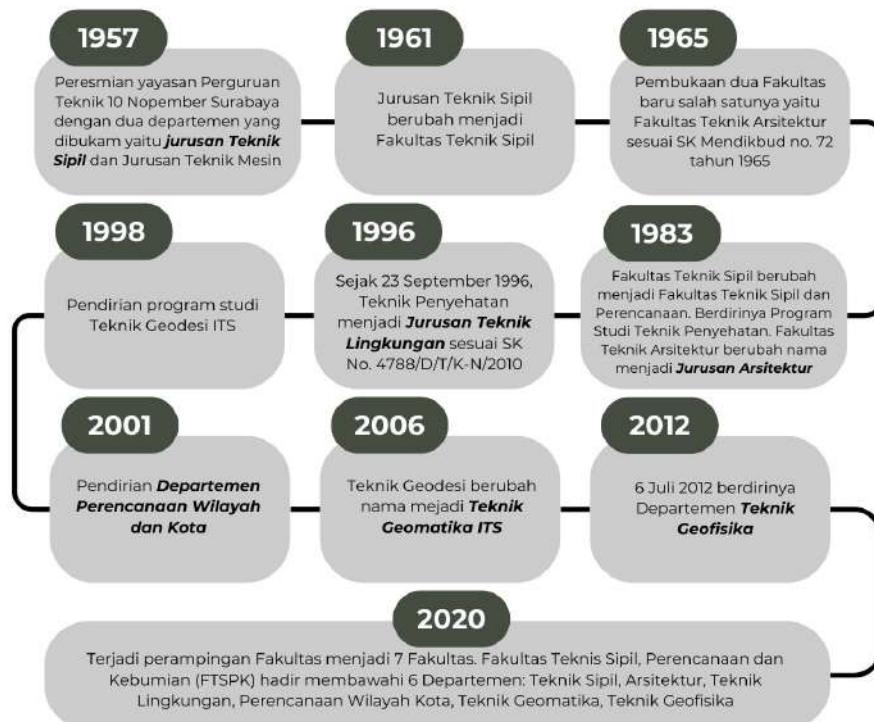 1957
Peresmian yayasan Perguruan
Teknik 10 Nopember Surabaya
dengan dua departemen yang
dibukam yaitu jurusan Teknik
Sipil dan Jurusan Teknik Mesin
1961
Jurusan Teknik Sipil
berubah menjadi
Fakultas Teknik Sipil
1965
Pembukaan dua Fakultas
baru salah satunya yaitu
Fakultas Teknik Arsitektur
sesuai SK Mendikbud no. 72
tahun 1965
1983
Fakultas Teknik Sipil berubah
menjadi Fakultas Teknik Sipil dan
Perencanaan. Berdirinya Program
Studi Teknik Penyehatan. Fakultas
Teknik Arsitektur berubah nama
menjadi Jurusan Arsitektur
1996
Sejak 23 September 1996,
Teknik Penyehatan
menjadi Jurusan Teknik
Lingkungan sesuai SK
No. 4788/D/T/K-N/2010
1998
Pendirian program studi
Teknik Geodesi ITS
2001
Pendirian Departemen
Perencanaan Wilayah
dan Kota
2006
Teknik Geodesi berubah
nama mejadi Teknik
Geomatika ITS
2012
6 Juli 2012 berdirinya
Departemen Teknik
Geofisika
2020
Terjadi perampingan Fakultas menjadi 7 Fakultas. Fakultas Teknis Sipil, Perencanaan dan
Kebumian (FTSPK) hadir membawahi 6 Departemen: Teknik Sipil, Arsitektur, Teknik
Lingkungan, Perencanaan Wilayah Kota, Teknik Geomatika, Teknik Geofisika